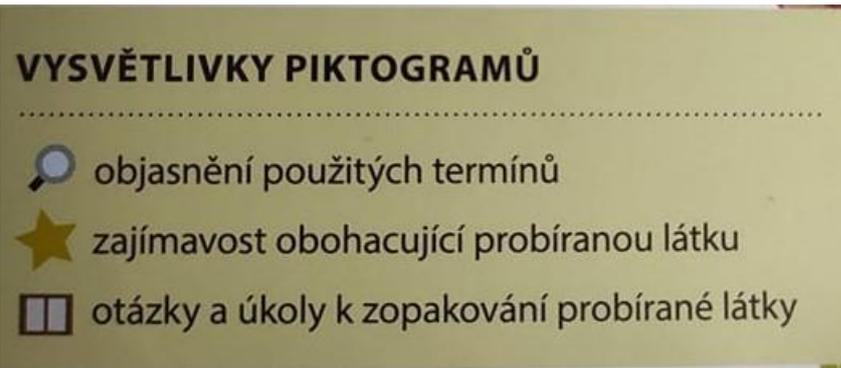 VYSVĚTLIVKY PIKTOGRAMŮ
objasnění použitých termínů
zajímavost obohacující probíranou látku
otázky a úkoly k zopakování probírané látky